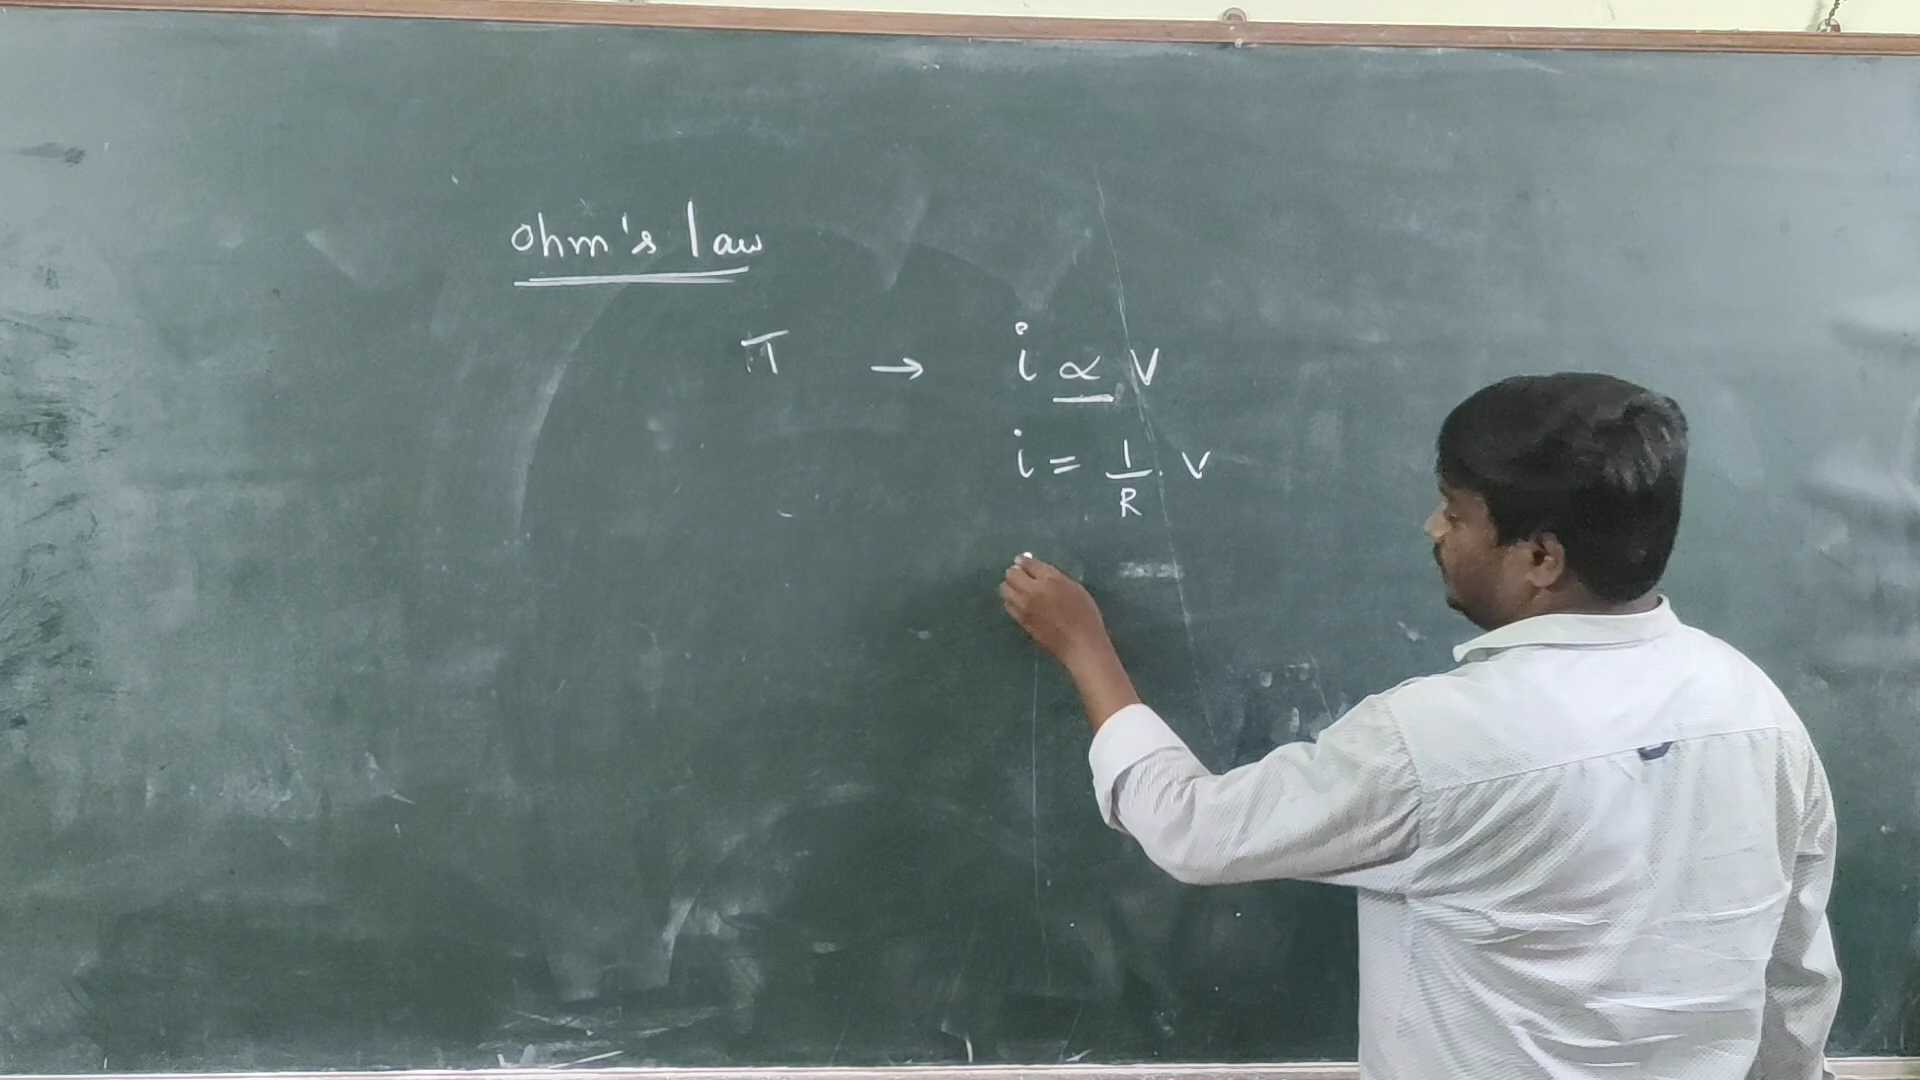 ohm's law
T → i ∝ V
i = 1/R . V